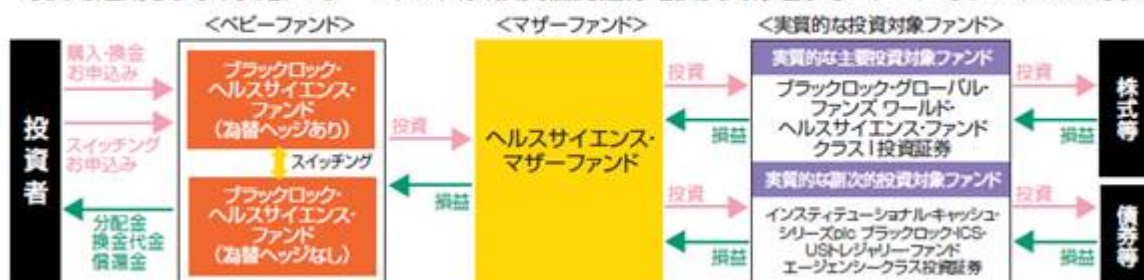 <ベビーファンド>
<マザーファンド>
<実質的な投資対象ファンド>
投資者
購入・換金
お申込み
スイッチング
お申込み
分配金
換金代金
償還金
ブラックロック・
ヘルスサイエンス・
ファンド
(為替ヘッジあり)
スイッチング
ブラックロック・
ヘルスサイエンス・
ファンド
(為替ヘッジなし)
投資
損益
ヘルスサイエンス・
マザーファンド
投資
損益
投資
損益
実質的な主要投資対象ファンド
ブラックロック・グローバル・
ファンズ ワールド・
ヘルスサイエンス・ファンド
クラスI投資証券
実質的な副次的投資対象ファンド
インスティテューショナル・キャッシュ・
シリーズplc ブラックロック・ICS・
USトレジャリー・ファンド
エージェンシークラス投資証券
投資
損益
投資
損益
株式等
債券等